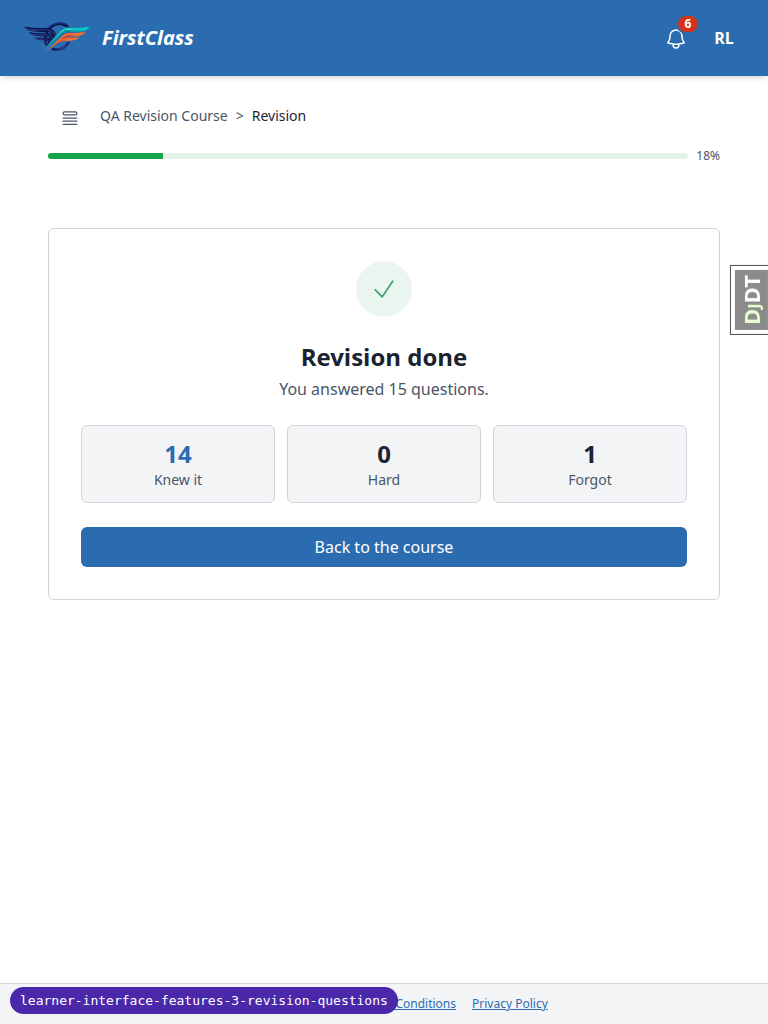 FirstClass
6
RL
QA Revision Course > Revision
18%
DJDT
Revision done
You answered 15 questions.
14
Knew it
0
Hard
1
Forgot
Back to the course
learner-interface-features-3-revision-questions
Conditions
Privacy Policy